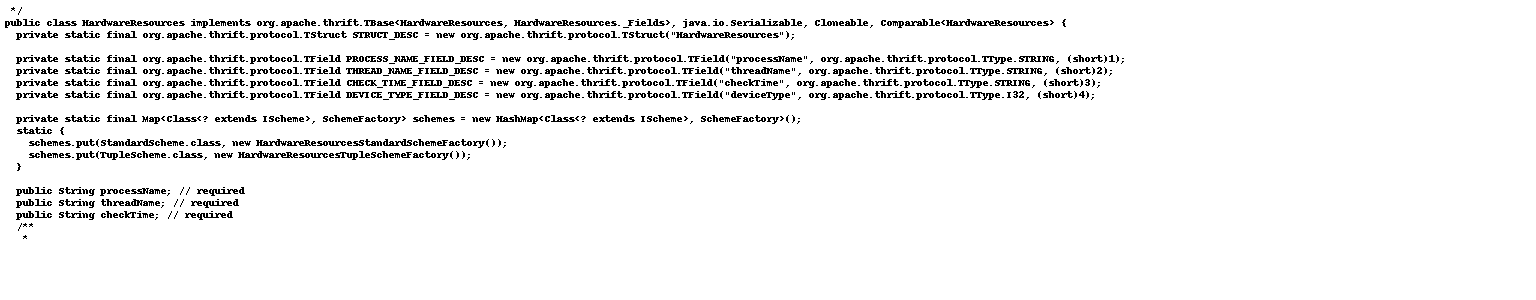 */
public class HardwareResources implements org.apache.thrift.TBase<HardwareResources, HardwareResources._Fields>, java.io.Serializable, Cloneable, Comparable<HardwareResources> {
  private static final org.apache.thrift.protocol.TStruct STRUCT_DESC = new org.apache.thrift.protocol.TStruct("HardwareResources");

  private static final org.apache.thrift.protocol.TField PROCESS_NAME_FIELD_DESC = new org.apache.thrift.protocol.TField("processName", org.apache.thrift.protocol.TType.STRING, (short)1);
  private static final org.apache.thrift.protocol.TField THREAD_NAME_FIELD_DESC = new org.apache.thrift.protocol.TField("threadName", org.apache.thrift.protocol.TType.STRING, (short)2);
  private static final org.apache.thrift.protocol.TField CHECK_TIME_FIELD_DESC = new org.apache.thrift.protocol.TField("checkTime", org.apache.thrift.protocol.TType.STRING, (short)3);
  private static final org.apache.thrift.protocol.TField DEVICE_TYPE_FIELD_DESC = new org.apache.thrift.protocol.TField("deviceType", org.apache.thrift.protocol.TType.I32, (short)4);

  private static final Map<Class<? extends IScheme>, SchemeFactory> schemes = new HashMap<Class<? extends IScheme>, SchemeFactory>();
  static {
    schemes.put(StandardScheme.class, new HardwareResourcesStandardSchemeFactory());
    schemes.put(TupleScheme.class, new HardwareResourcesTupleSchemeFactory());
  }

  public String processName; // required
  public String threadName; // required
  public String checkTime; // required
  /**
   *